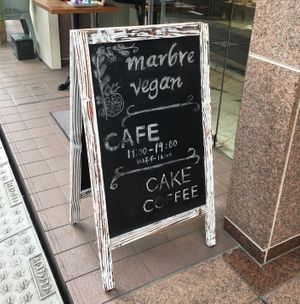 marbre
vegan
CAFE
11:00-19:00
CAKE
COFFEE